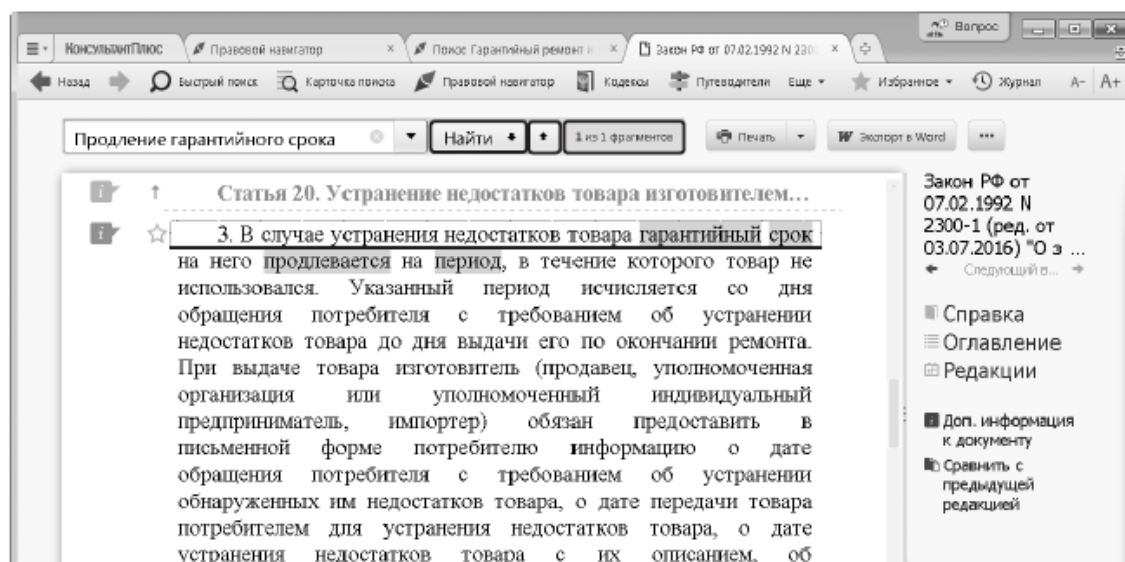 Вопрос
КонсультантПлюс
Правовой навигатор
Поиск Гарантийный ремонт
Закон РФ от 07.02.1992 N 2300
Назад
Быстрый поиск
Карточка поиска
Правовой навигатор
Кодексы
Путеводители
Еще
Избранное
Журнал
A−
A+
Продление гарантийного срока
Найти
1 из 1 фрагментов
Печать
Экспорт в Word
Статья 20. Устранение недостатков товара изготовителем...
3. В случае устранения недостатков товара гарантийный срок
на него продлевается на период, в течение которого товар не
использовался. Указанный период исчисляется со дня
обращения потребителя с требованием об устранении
недостатков товара до дня выдачи его по окончании ремонта.
При выдаче товара изготовитель (продавец, уполномоченная
организация или уполномоченный индивидуальный
предприниматель, импортер) обязан предоставить в
письменной форме потребителю информацию о дате
обращения потребителя с требованием об устранении
обнаруженных им недостатков товара, о дате передачи товара
потребителем для устранения недостатков товара, о дате
устранения недостатков товара с их описанием, об
Закон РФ от
07.02.1992 N
2300-1 (ред. от
03.07.2016) "О з ...
Следующий в...
Справка
Оглавление
Редакции
Доп. информация
к документу
Сравнить с
предыдущей
редакцией